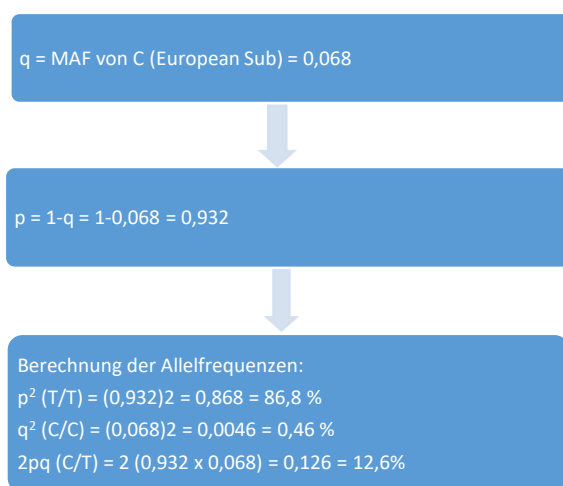 q = MAF von C (European Sub) = 0,068
p = 1-q = 1-0,068 = 0,932
Berechnung der Allelfrequenzen:
p² (T/T) = (0,932)2 = 0,868 = 86,8 %
q² (C/C) = (0,068)2 = 0,0046 = 0,46 %
2pq (C/T) = 2 (0,932 x 0,068) = 0,126 = 12,6%